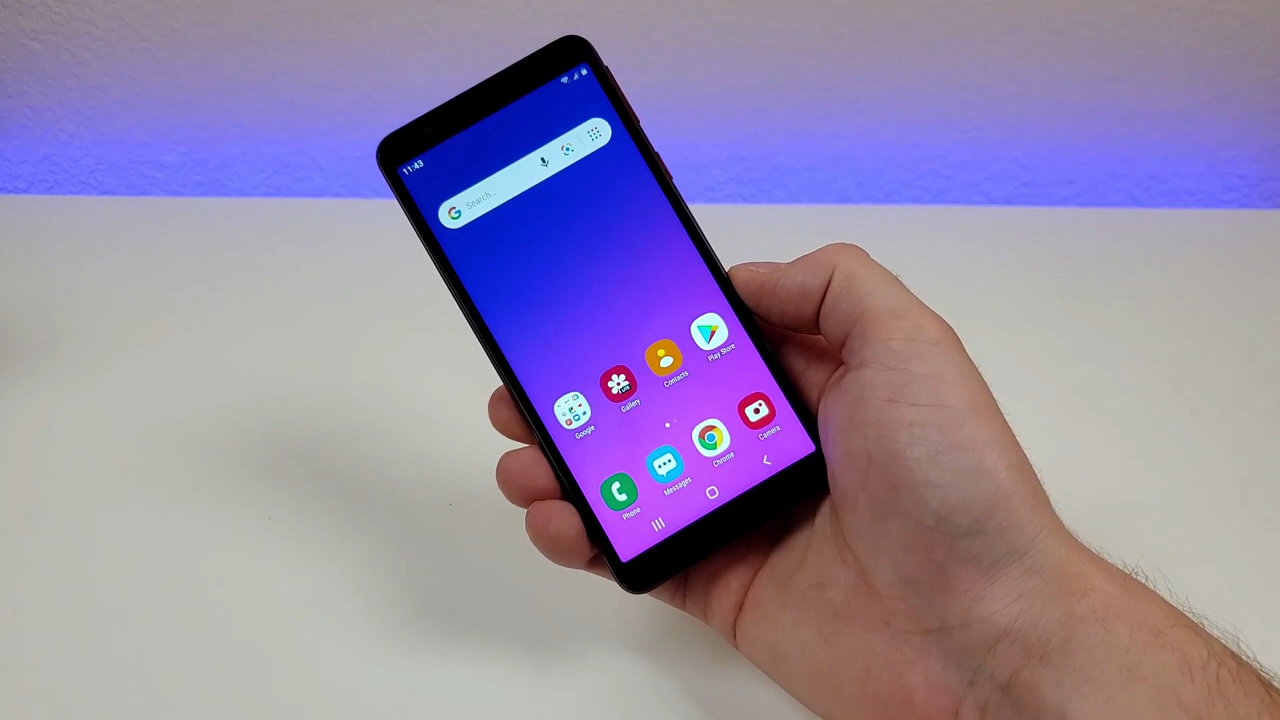 11:43
Search..
Google
Gallery
Contacts
Play Store
Phone
Messages
Chrome
Camera